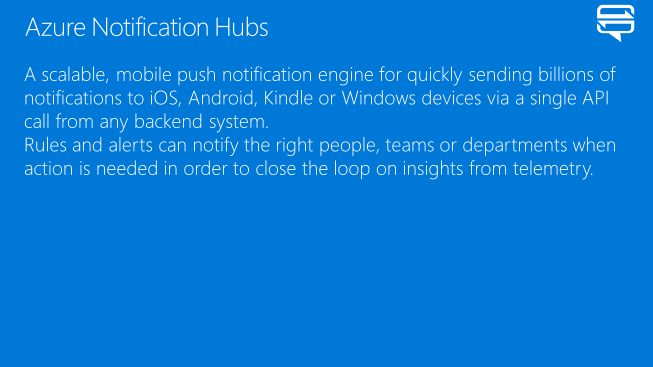 Azure Notification Hubs
A scalable, mobile push notification engine for quickly sending billions of
notifications to iOS, Android, Kindle or Windows devices via a single API
call from any backend system.
Rules and alerts can notify the right people, teams or departments when
action is needed in order to close the loop on insights from telemetry.